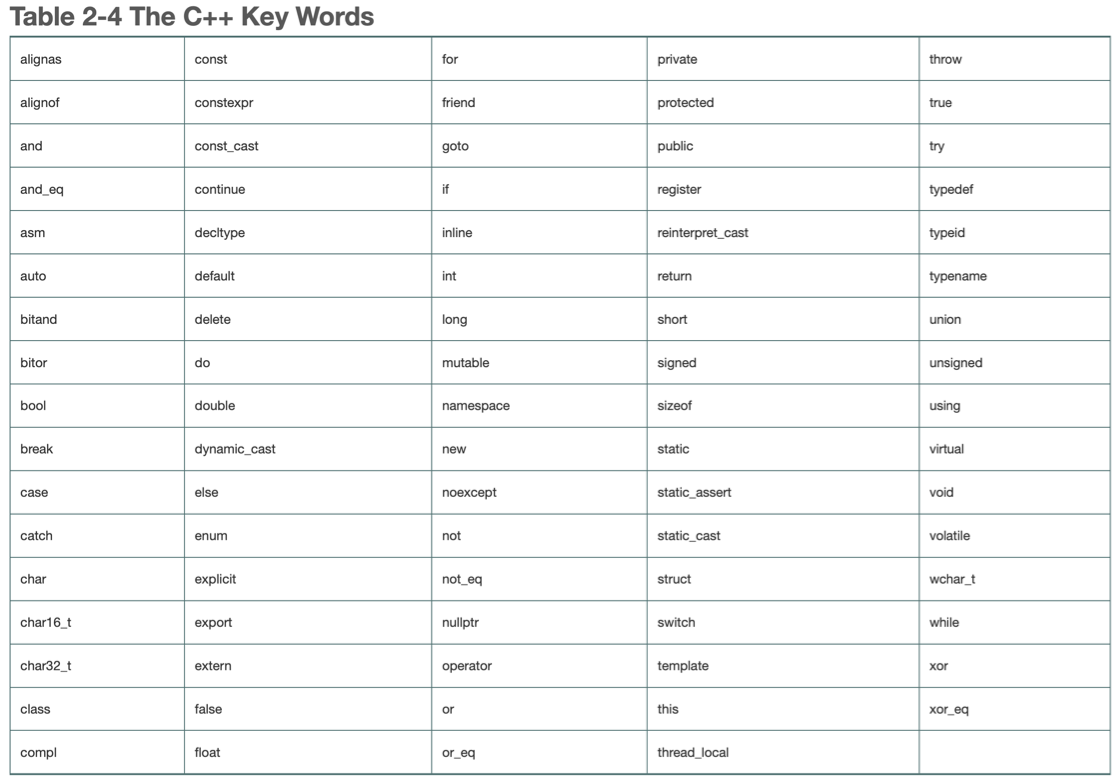 Table 2-4 The C++ Key Words
alignas const for private throw
alignof constexpr friend protected true
and const_cast goto public try
and_eq continue if register typedef
asm decltype inline reinterpret_cast typeid
auto default int return typename
bitand delete long short union
bitor do mutable signed unsigned
bool double namespace sizeof using
break dynamic_cast new static virtual
case else noexcept static_assert void
catch enum not static_cast volatile
char explicit not_eq struct wchar_t
char16_t export nullptr switch while
char32_t extern operator template xor
class false or this xor_eq
compl float or_eq thread_local